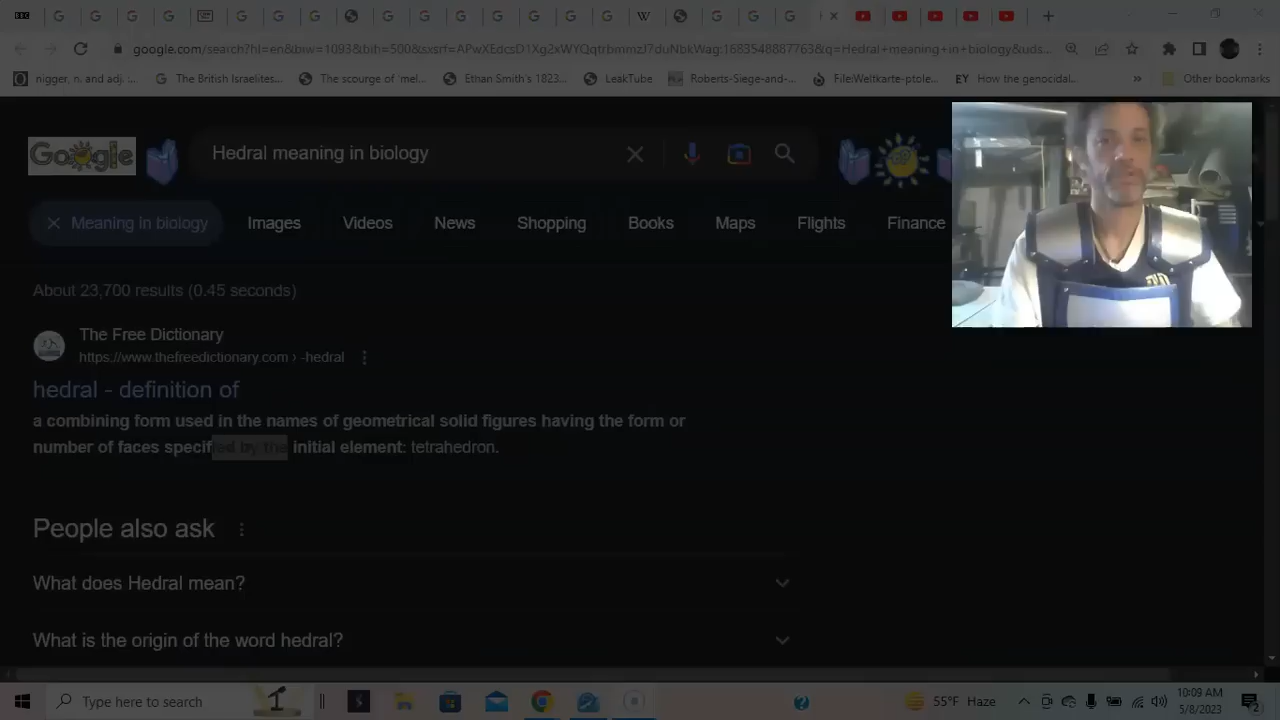 BBC
W
google.com/search?hl=en&biw=1093&bih=500&sxsrf=APwXEdcsD1Xg2xWYQqtrbmmzJ7duNbkWag:1683548887763&q=Hedral+meaning+in+biology&uds...
nigger, n. and adj. :...
The British Israelites...
The scourge of 'mel...
Ethan Smith's 1823...
LeakTube
Roberts-Siege-and-...
File:Weltkarte-ptole...
EY How the genocidal...
»
Other bookmarks
Google
Hedral meaning in biology
Meaning in biology
Images
Videos
News
Shopping
Books
Maps
Flights
Finance
About 23,700 results (0.45 seconds)
The Free Dictionary
https://www.thefreedictionary.com › -hedral
hedral - definition of
a combining form used in the names of geometrical solid figures having the form or
number of faces specified by the initial element: tetrahedron.
People also ask
What does Hedral mean?
What is the origin of the word hedral?
Type here to search
55°F Haze
10:09 AM
5/8/2023
2